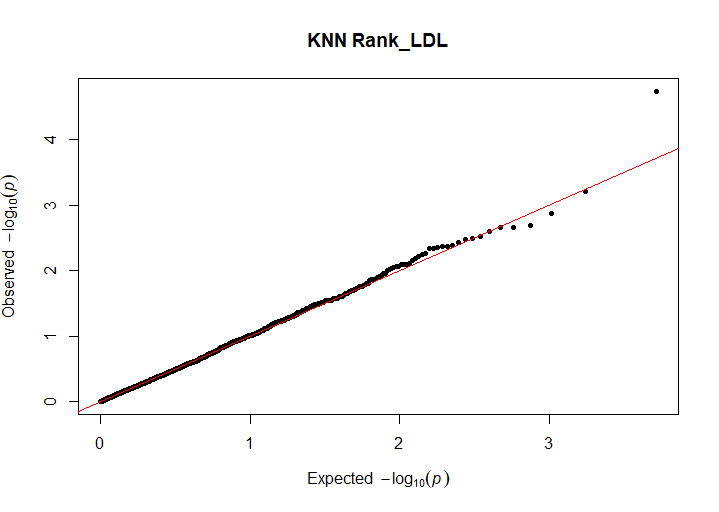 KNN Rank_LDL
Observed −log10(p)
4
3
2
1
0
0 1 2 3
Expected −log10(p)